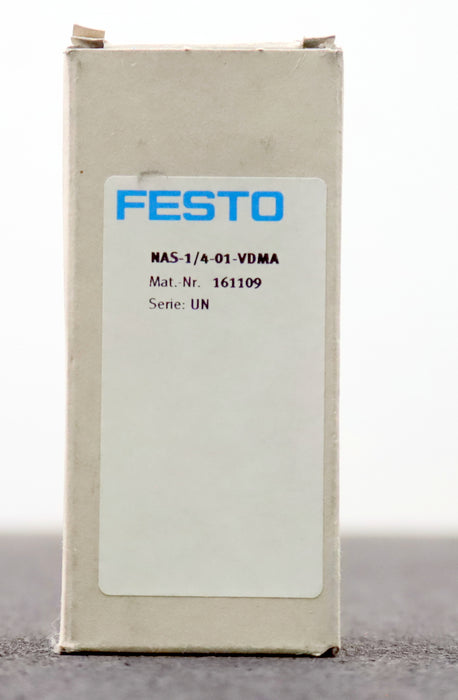 FESTO
NAS-1/4-01-VDMA
Mat.-Nr. 161109
Serie: UN